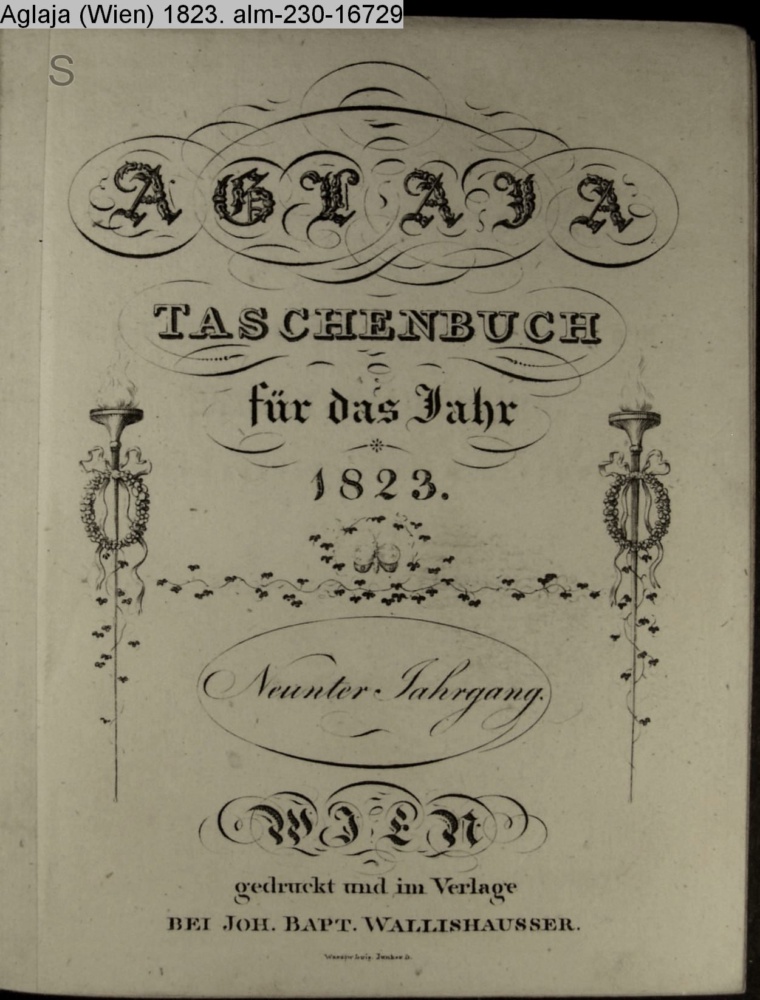 Aglaja (Wien) 1823. alm-230-16729
S
AGLAJA
TASCHENBUCH
für das Jahr
1823.
Neunter Jahrgang.
WIEN
gedruckt und im Verlage
BEI JOH. BAPT. WALLISHAUSSER.